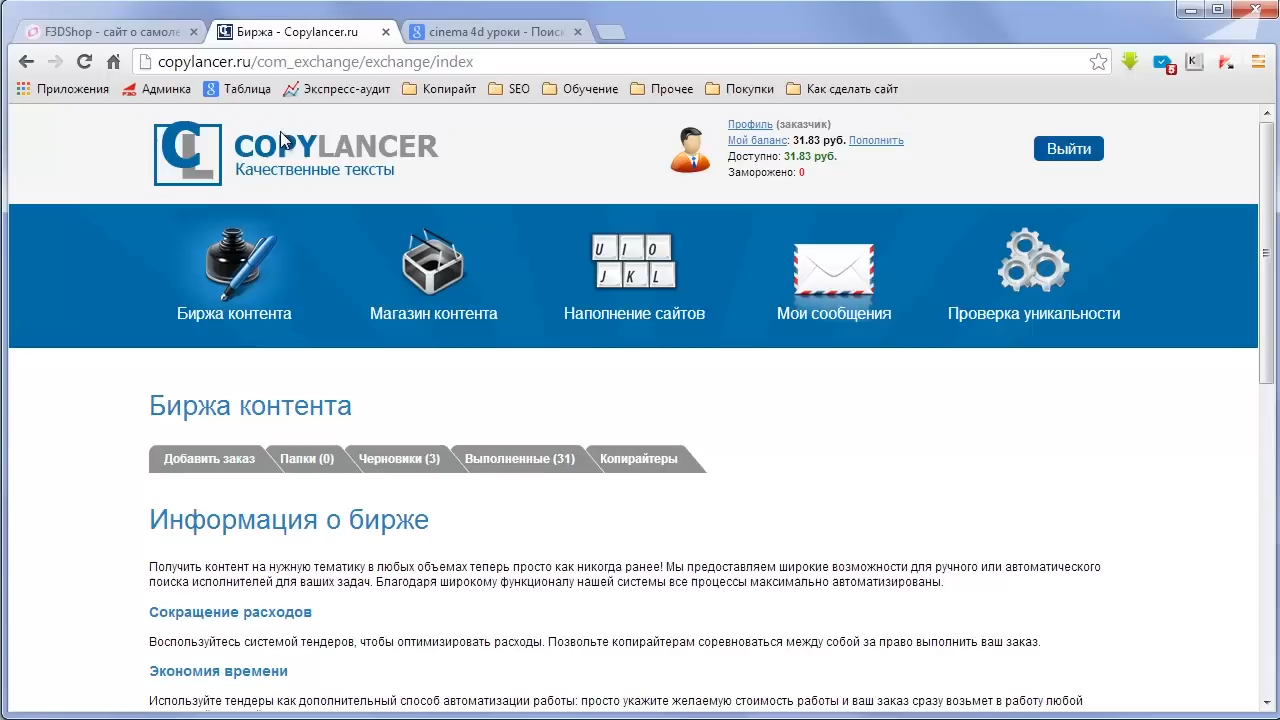 F3DShop - сайт о самоле
Биржа - Copylancer.ru
cinema 4d уроки - Поиск
copylancer.ru/com_exchange/exchange/index
5
K
Приложения
Админка
Таблица
Экспресс-аудит
Копирайт
SEO
Обучение
Прочее
Покупки
Как сделать сайт
CL
COPYLANCER
Качественные тексты
Профиль (заказчик)
Мой баланс: 31.83 руб. Пополнить
Доступно: 31.83 руб.
Заморожено: 0
Выйти
U I O
J K L
Биржа контента
Магазин контента
Наполнение сайтов
Мои сообщения
Проверка уникальности
Биржа контента
Добавить заказ
Папки (0)
Черновики (3)
Выполненные (31)
Копирайтеры
Информация о бирже
Получить контент на нужную тематику в любых объемах теперь просто как никогда ранее! Мы предоставляем широкие возможности для ручного или автоматического
поиска исполнителей для ваших задач. Благодаря широкому функционалу нашей системы все процессы максимально автоматизированы.
Сокращение расходов
Воспользуйтесь системой тендеров, чтобы оптимизировать расходы. Позвольте копирайтерам соревноваться между собой за право выполнить ваш заказ.
Экономия времени
Используйте тендеры как дополнительный способ автоматизации работы: просто укажите желаемую стоимость работы и ваш заказ сразу возьмет в работу любой